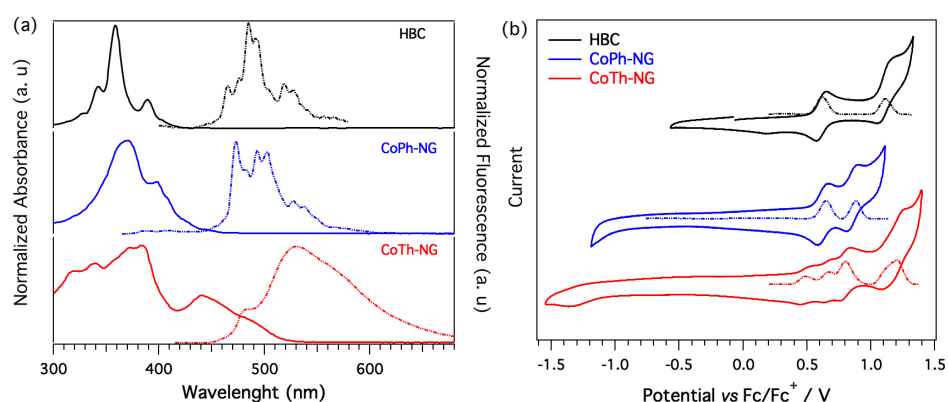 (a)
HBC
CoPh-NG
CoTh-NG
Normalized Absorbance (a. u)
Normalized Fluorescence (a. u)
300
400
500
600
Wavelenght (nm)
(b)
HBC
CoPh-NG
CoTh-NG
Current
-1.5
-1.0
-0.5
0.0
0.5
1.0
1.5
Potential vs Fc/Fc⁺ / V